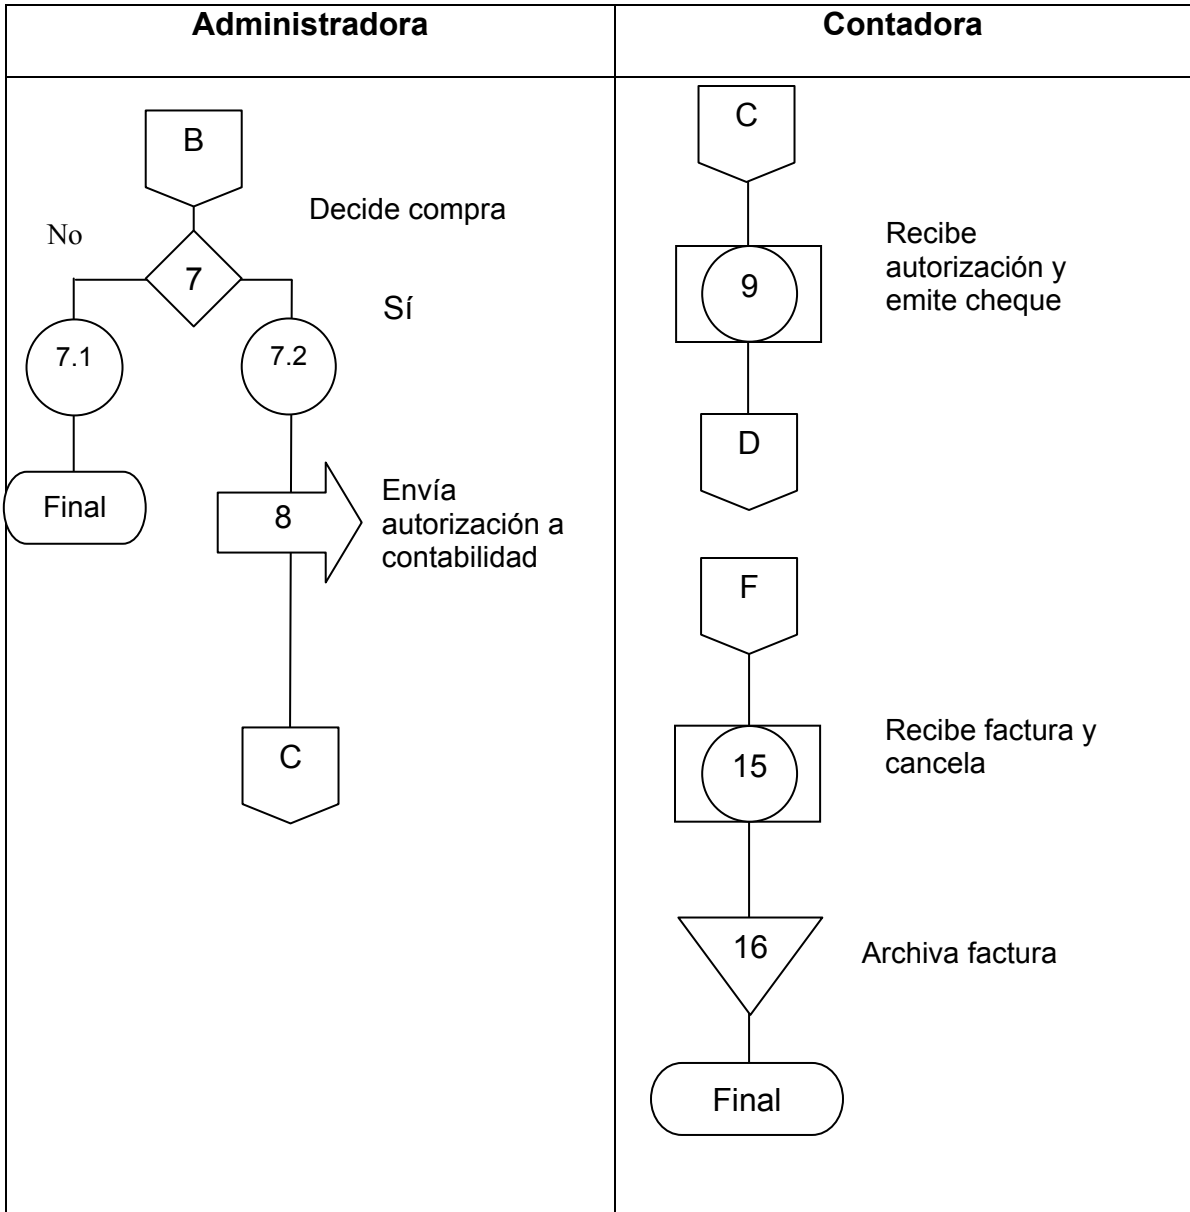 Administradora
Contadora
B
Decide compra
No
7
Sí
7.1
7.2
Final
8
Envía
autorización a
contabilidad
C
C
9
Recibe
autorización y
emite cheque
D
F
15
Recibe factura y
cancela
16
Archiva factura
Final